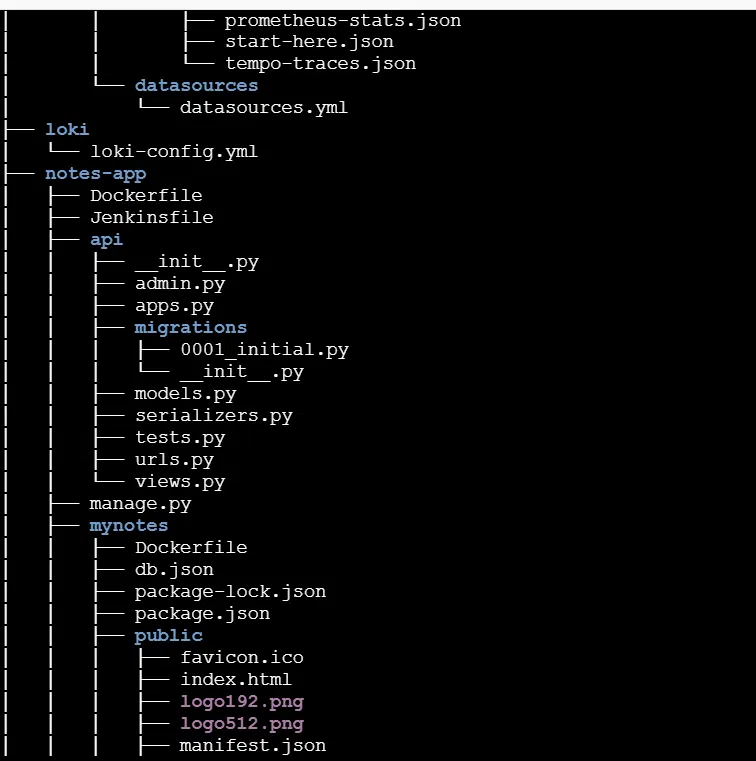 │       │       ├── prometheus-stats.json
│       │       ├── start-here.json
│       │       └── tempo-traces.json
│       └── datasources
│           └── datasources.yml
├── loki
│   └── loki-config.yml
├── notes-app
│   ├── Dockerfile
│   ├── Jenkinsfile
│   ├── api
│   │   ├── __init__.py
│   │   ├── admin.py
│   │   ├── apps.py
│   │   ├── migrations
│   │   │   ├── 0001_initial.py
│   │   │   └── __init__.py
│   │   ├── models.py
│   │   ├── serializers.py
│   │   ├── tests.py
│   │   ├── urls.py
│   │   └── views.py
│   ├── manage.py
│   ├── mynotes
│   │   ├── Dockerfile
│   │   ├── db.json
│   │   ├── package-lock.json
│   │   ├── package.json
│   │   ├── public
│   │   │   ├── favicon.ico
│   │   │   ├── index.html
│   │   │   ├── logo192.png
│   │   │   ├── logo512.png
│   │   │   ├── manifest.json